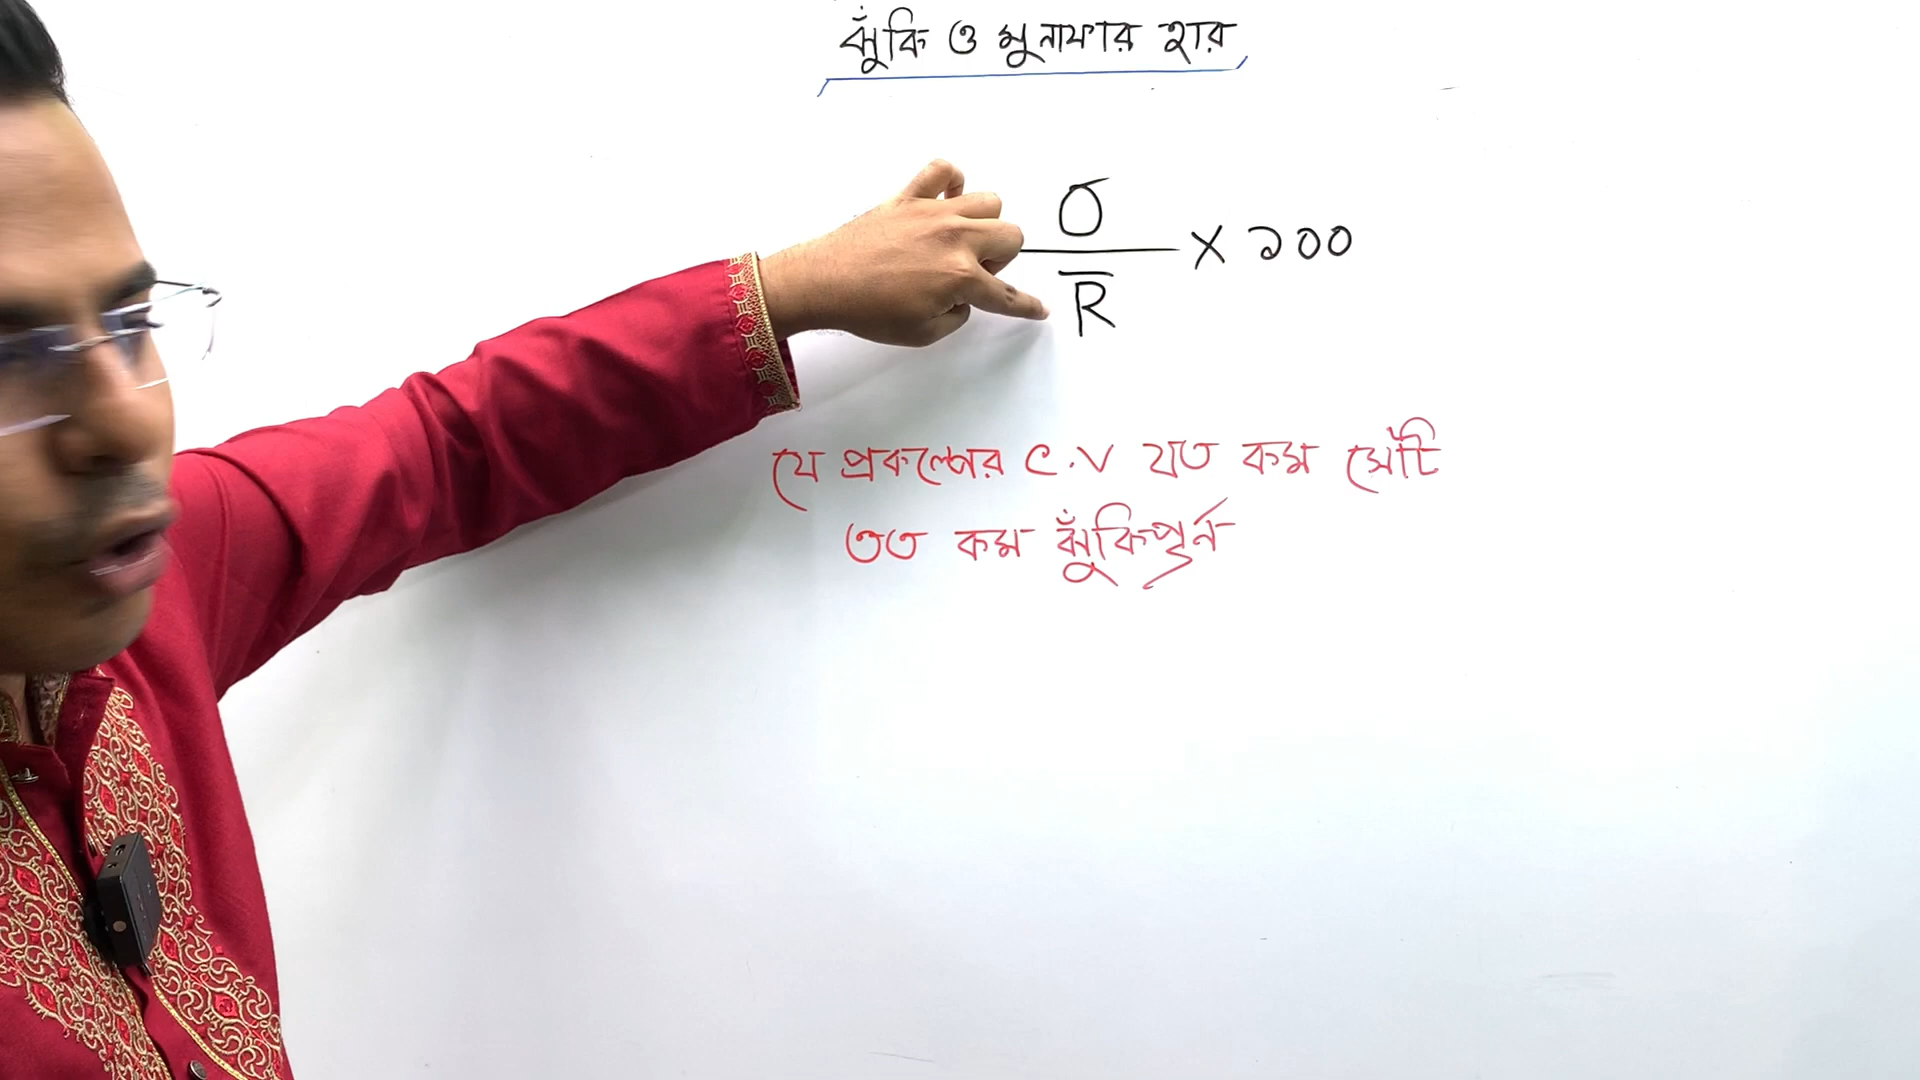 ঝুঁকি ও মুনাফার হার
σ
R̅
× ১০০
যে প্রকল্পের C.V যত কম সেটি
তত কম ঝুঁকিপূর্ন